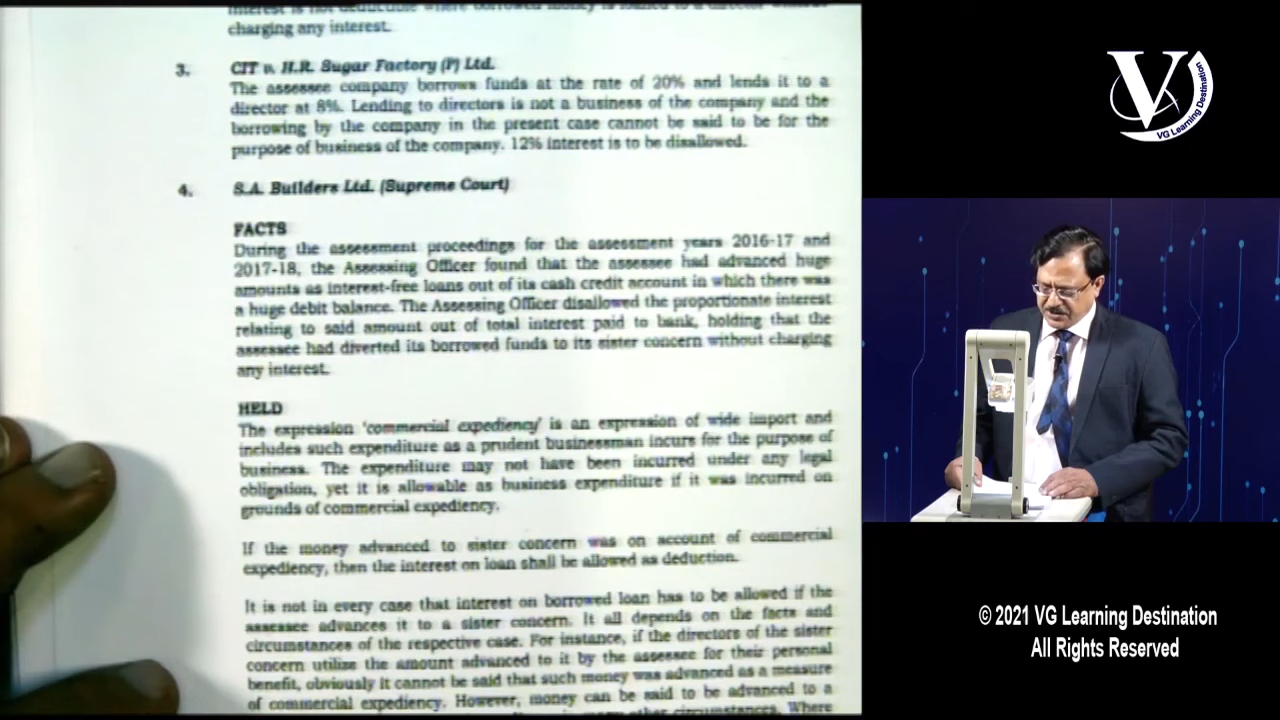 interest is not deductible where borrowed money is loaned to a director without
charging any interest.
3. CIT v. H.R. Sugar Factory (P) Ltd.
The assessee company borrows funds at the rate of 20% and lends it to a
director at 8%. Lending to directors is not a business of the company and the
borrowing by the company in the present case cannot be said to be for the
purpose of business of the company. 12% interest is to be disallowed.
4. S.A. Builders Ltd. (Supreme Court)
FACTS
During the assessment proceedings for the assessment years 2016-17 and
2017-18, the Assessing Officer found that the assessee had advanced huge
amounts as interest-free loans out of its cash credit account in which there was
a huge debit balance. The Assessing Officer disallowed the proportionate interest
relating to said amount out of total interest paid to bank, holding that the
assessee had diverted its borrowed funds to its sister concern without charging
any interest.
HELD
The expression 'commercial expediency' is an expression of wide import and
includes such expenditure as a prudent businessman incurs for the purpose of
business. The expenditure may not have been incurred under any legal
obligation, yet it is allowable as business expenditure if it was incurred on
grounds of commercial expediency.
If the money advanced to sister concern was on account of commercial
expediency, then the interest on loan shall be allowed as deduction.
It is not in every case that interest on borrowed loan has to be allowed if the
assessee advances it to a sister concern. It all depends on the facts and
circumstances of the respective case. For instance, if the directors of the sister
concern utilise the amount advanced to it by the assessee for their personal
benefit, obviously it cannot be said that such money was advanced as a measure
of commercial expediency. However, money can be said to be advanced to a
other circumstances. Where
V
VG Learning Destination
© 2021 VG Learning Destination
All Rights Reserved